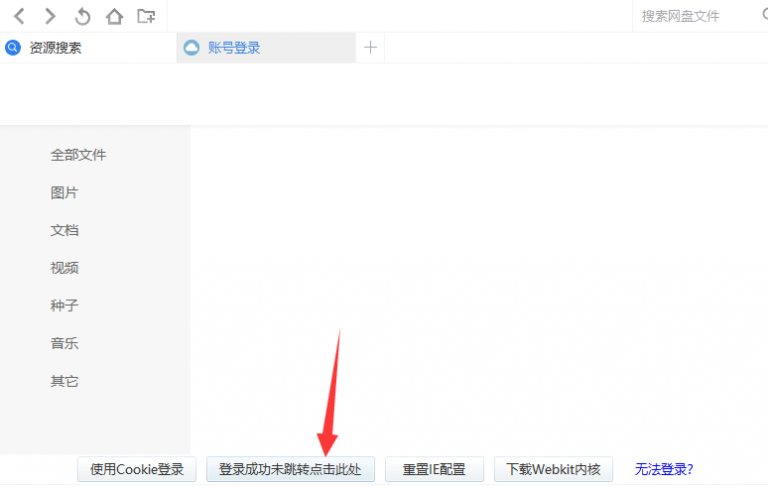 搜索网盘文件
资源搜索 账号登录
全部文件
图片
文档
视频
种子
音乐
其它
使用Cookie登录 登录成功未跳转点击此处 重置IE配置 下载Webkit内核 无法登录?